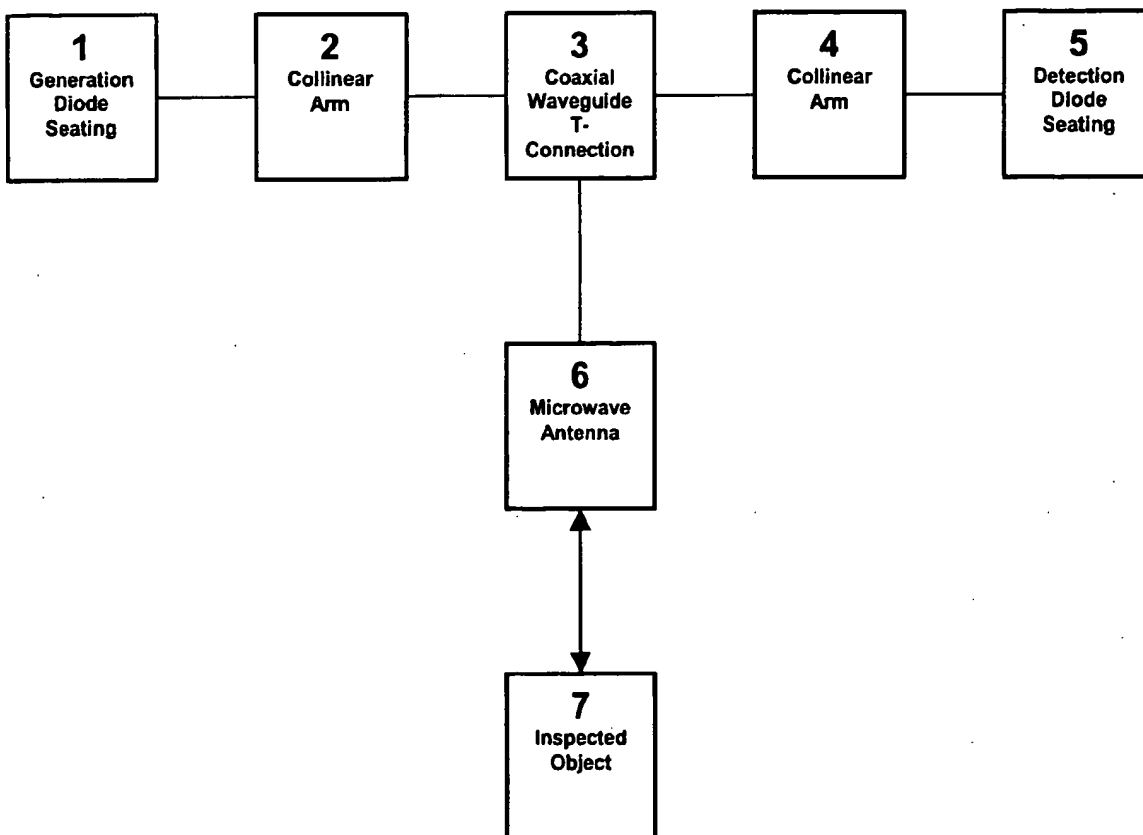 1
Generation
Diode
Seating
2
Collinear
Arm
3
Coaxial
Waveguide
T-
Connection
4
Collinear
Arm
5
Detection
Diode
Seating
6
Microwave
Antenna
7
Inspected
Object